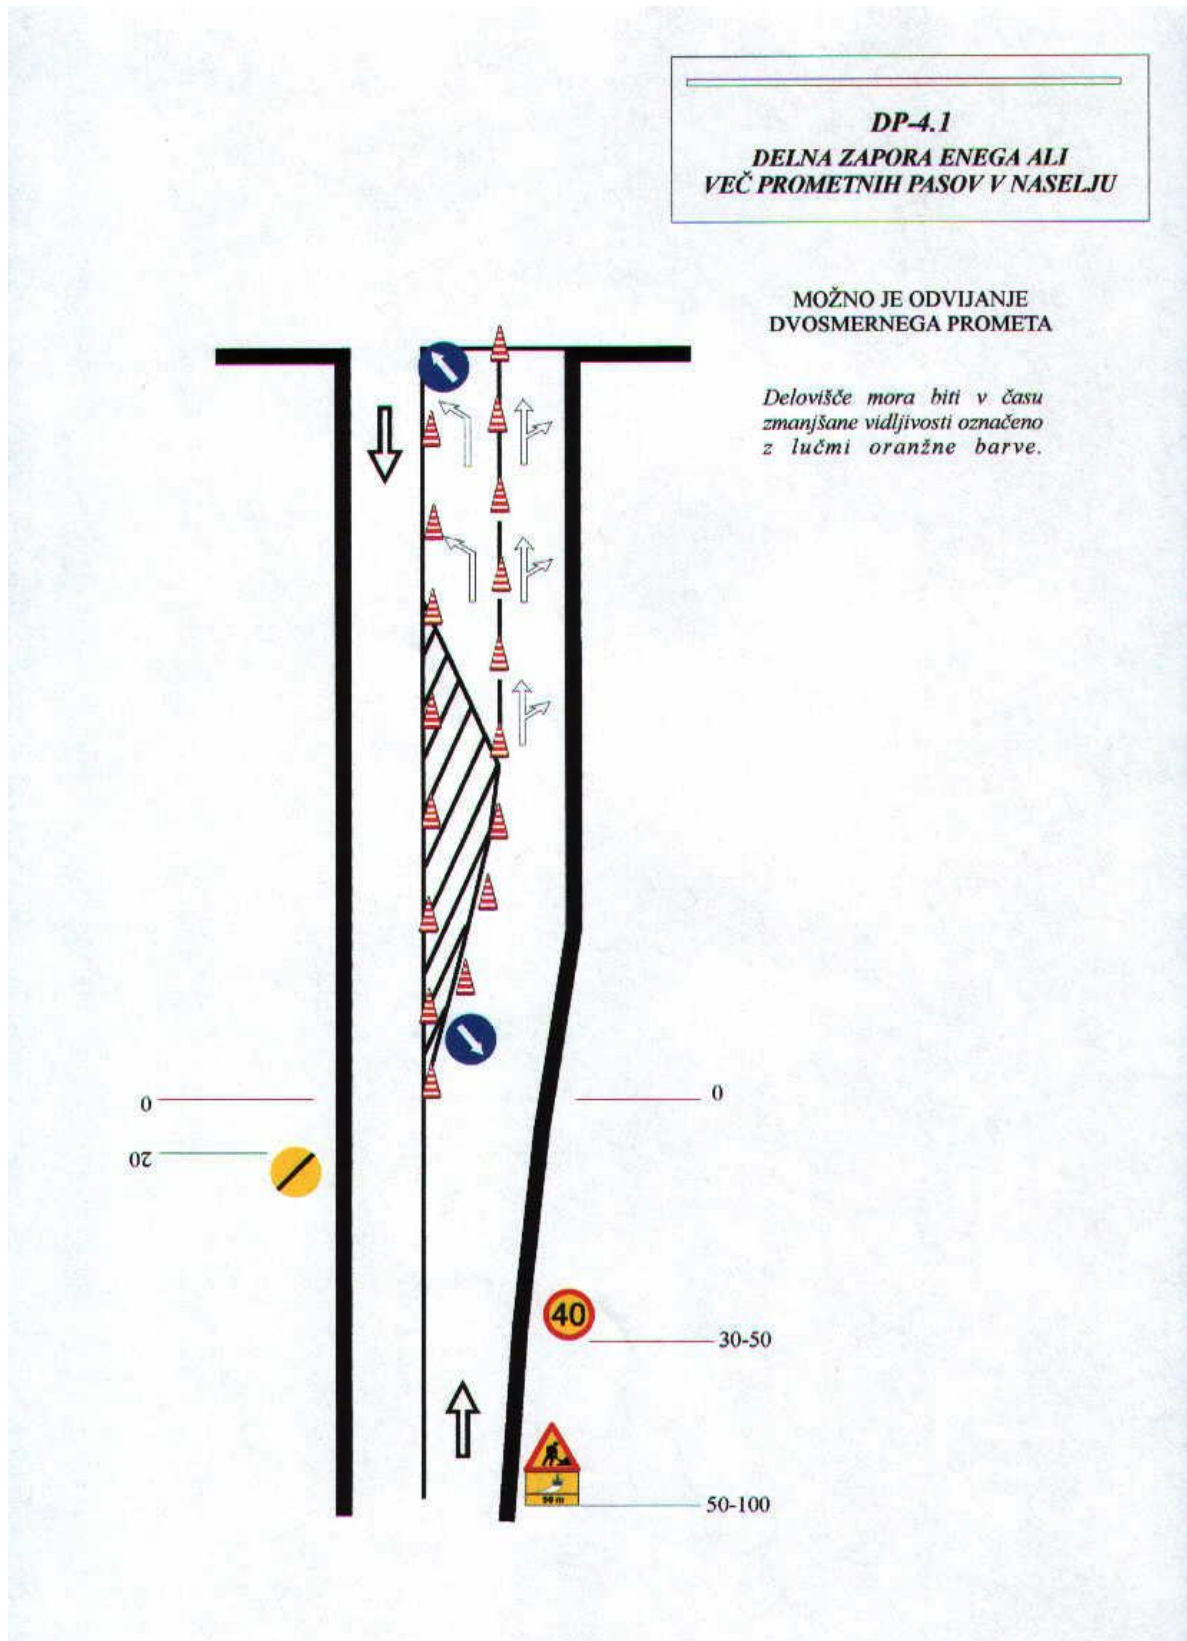 DP-4.1
DELNA ZAPORA ENEGA ALI
VEČ PROMETNIH PASOV V NASELJU
MOŽNO JE ODVIJANJE
DVOSMERNEGA PROMETA
Delovišče mora biti v času
zmanjšane vidljivosti označeno
z lučmi oranžne barve.
0
0
20
40
30-50
50 m
50-100